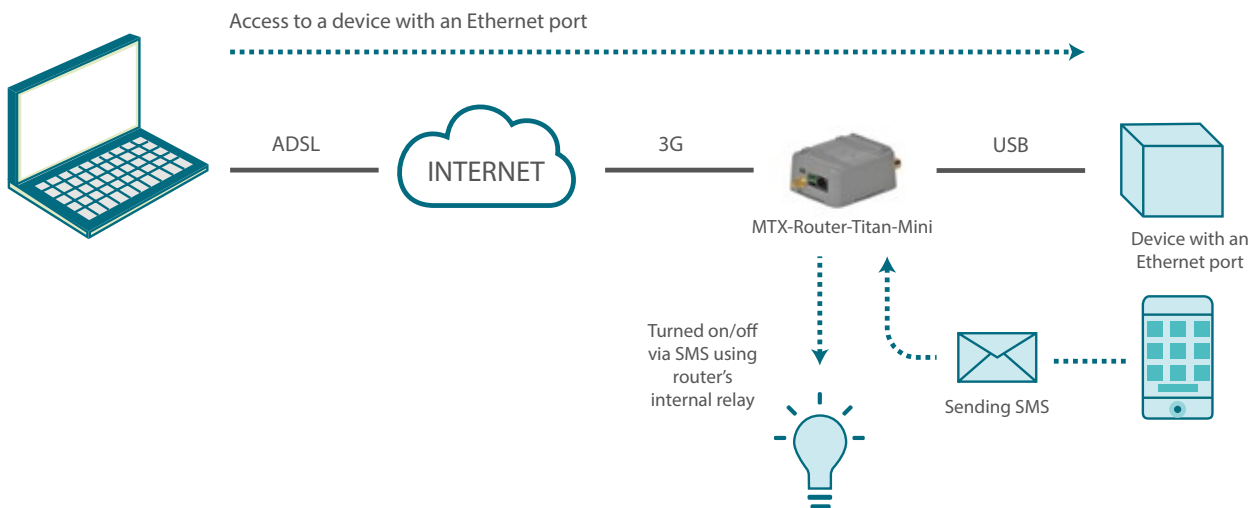 Access to a device with an Ethernet port
ADSL
INTERNET
3G
USB
MTX-Router-Titan-Mini
Device with an
Ethernet port
Turned on/off
via SMS using
router's
internal relay
Sending SMS